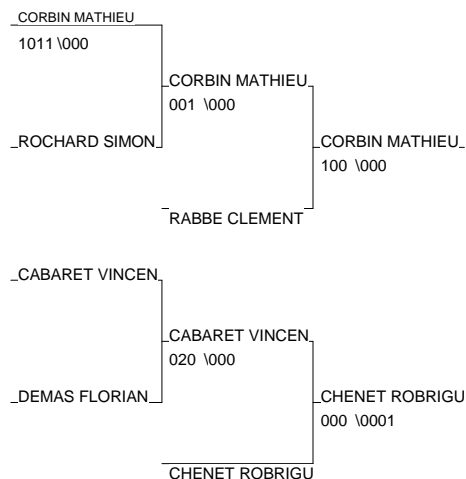 CORBIN MATHIEU
1011 \000
CORBIN MATHIEU
001 \000
ROCHARD SIMON
CORBIN MATHIEU
100 \000
RABBE CLEMENT
CABARET VINCEN
CABARET VINCEN
020 \000
DEMAS FLORIAN
CHENET ROBRIGU
000 \0001
CHENET ROBRIGU